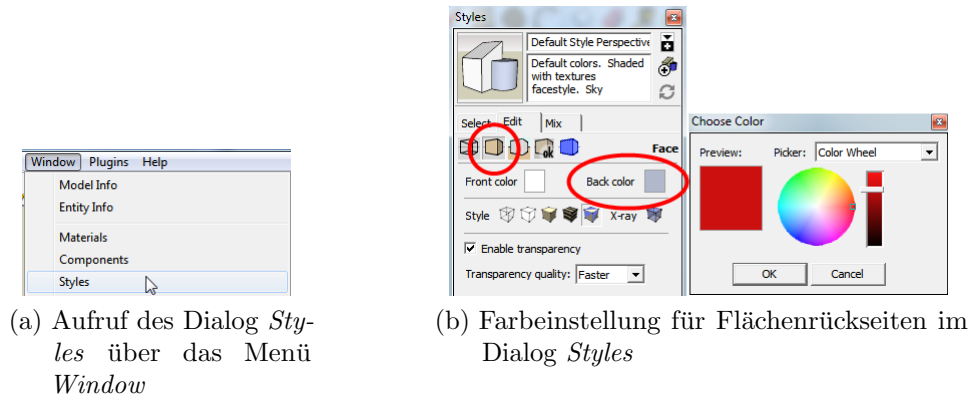 Window Plugins Help
Model Info
Entity Info
Materials
Components
Styles
(a) Aufruf des Dialog Sty-
les über das Menü
Window
Styles
Default Style Perspective
Default colors. Shaded
with textures
facestyle. Sky
Select Edit Mix
ok
Face
Front color Back color
Style X-ray
Enable transparency
Transparency quality: Faster
Choose Color
Preview: Picker: Color Wheel
OK Cancel
(b) Farbeinstellung für Flächenrückseiten im
Dialog Styles